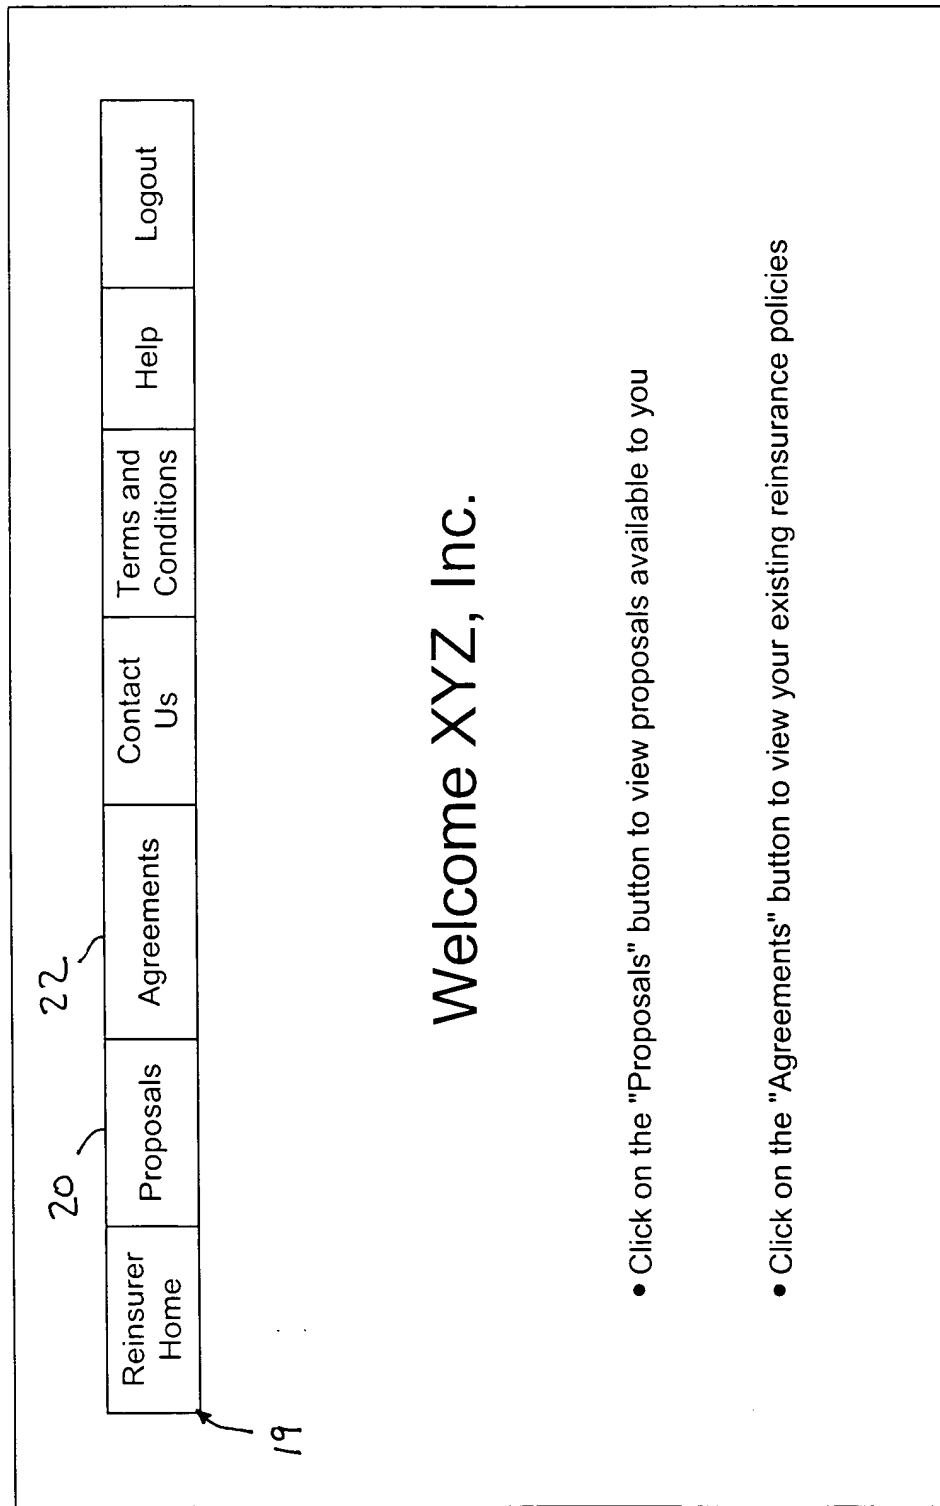 22
20
Reinsurer
Home
Proposals
Agreements
Contact
Us
Terms and
Conditions
Help
Logout
19
Welcome XYZ, Inc.
• Click on the "Proposals" button to view proposals available to you
• Click on the "Agreements" button to view your existing reinsurance policies